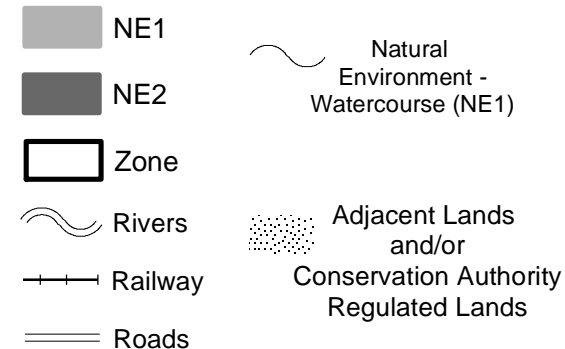 NE1
NE2
Zone
Rivers
Railway
Roads
Natural
Environment -
Watercourse (NE1)
Adjacent Lands
and/or
Conservation Authority
Regulated Lands